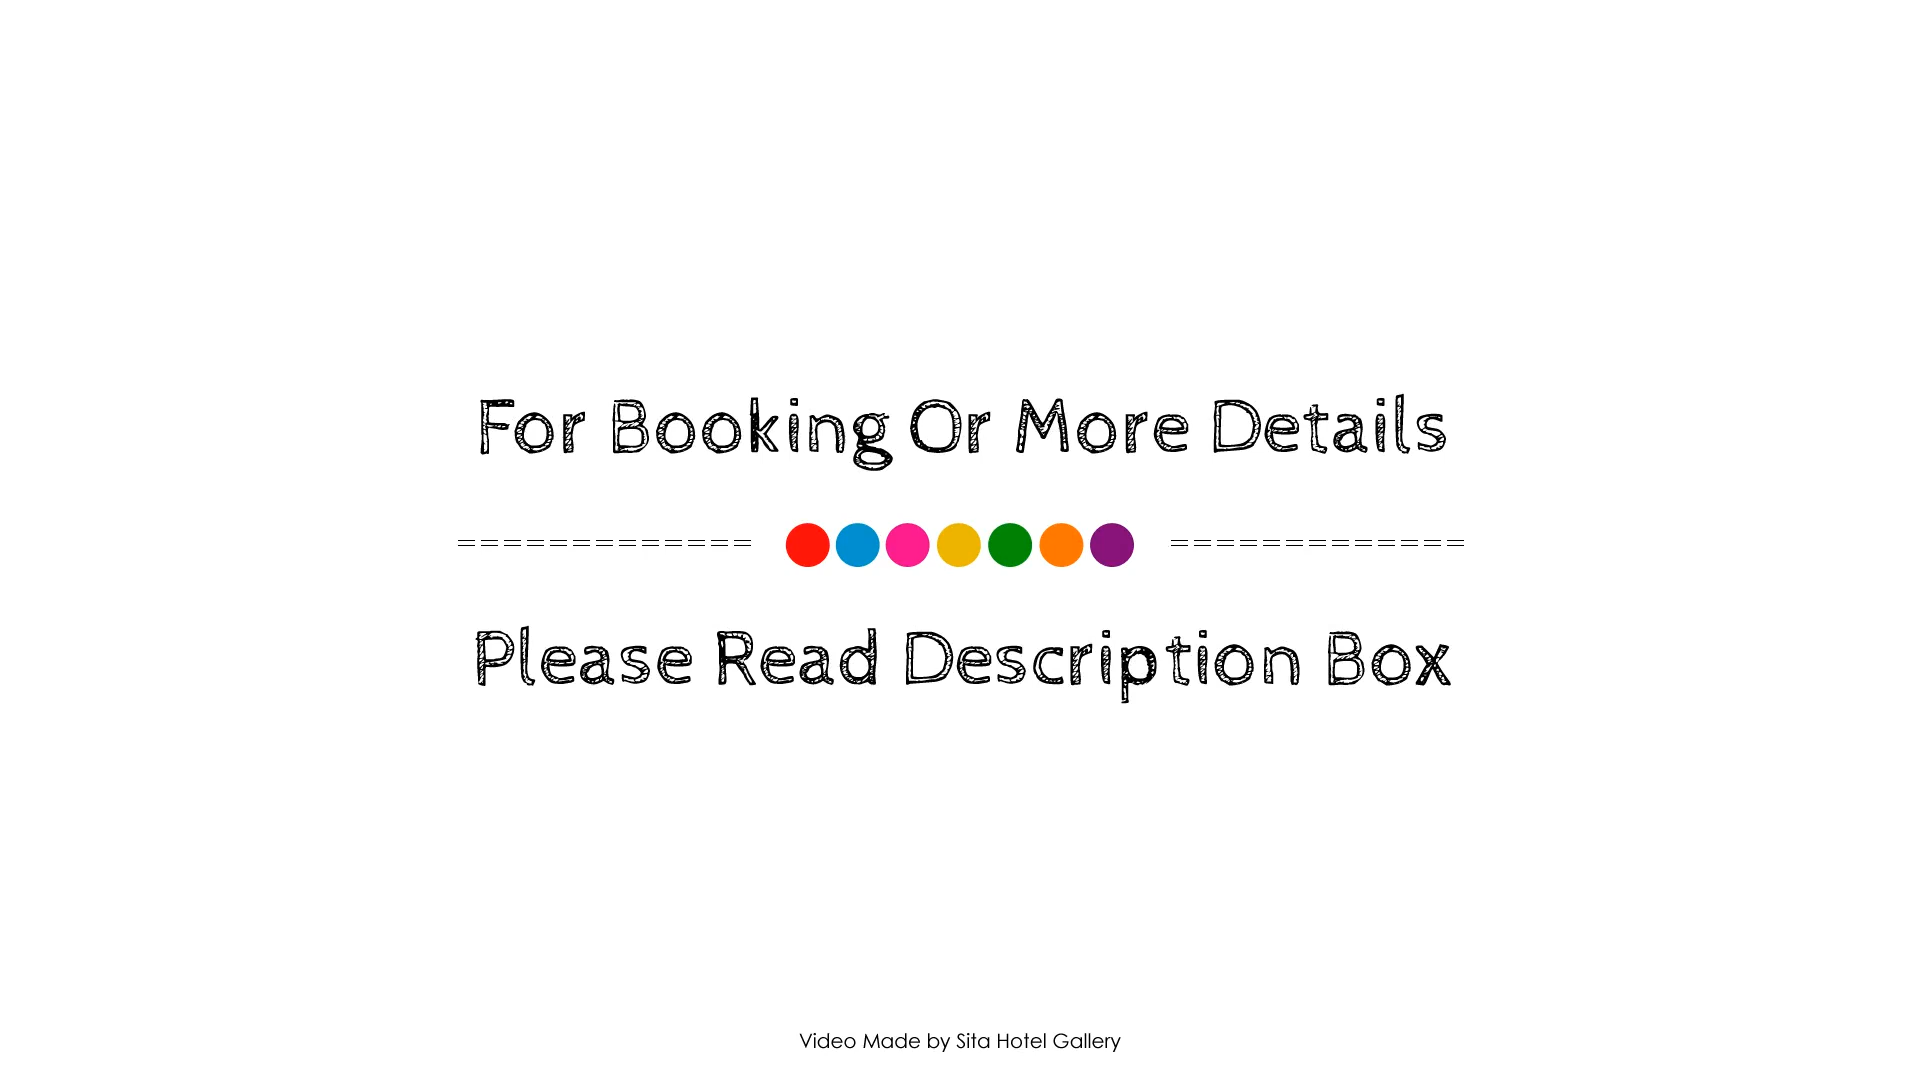 For Booking Or More Details
============= =============
Please Read Description Box
Video Made by Sita Hotel Gallery